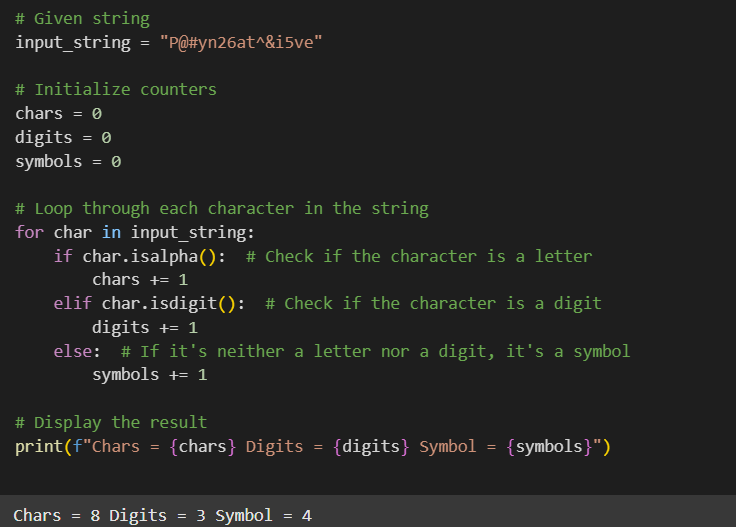 # Given string
input_string = "P@#yn26at^&i5ve"

# Initialize counters
chars = 0
digits = 0
symbols = 0

# Loop through each character in the string
for char in input_string:
    if char.isalpha():  # Check if the character is a letter
        chars += 1
    elif char.isdigit():  # Check if the character is a digit
        digits += 1
    else:  # If it's neither a letter nor a digit, it's a symbol
        symbols += 1

# Display the result
print(f"Chars = {chars} Digits = {digits} Symbol = {symbols}")

Chars = 8 Digits = 3 Symbol = 4